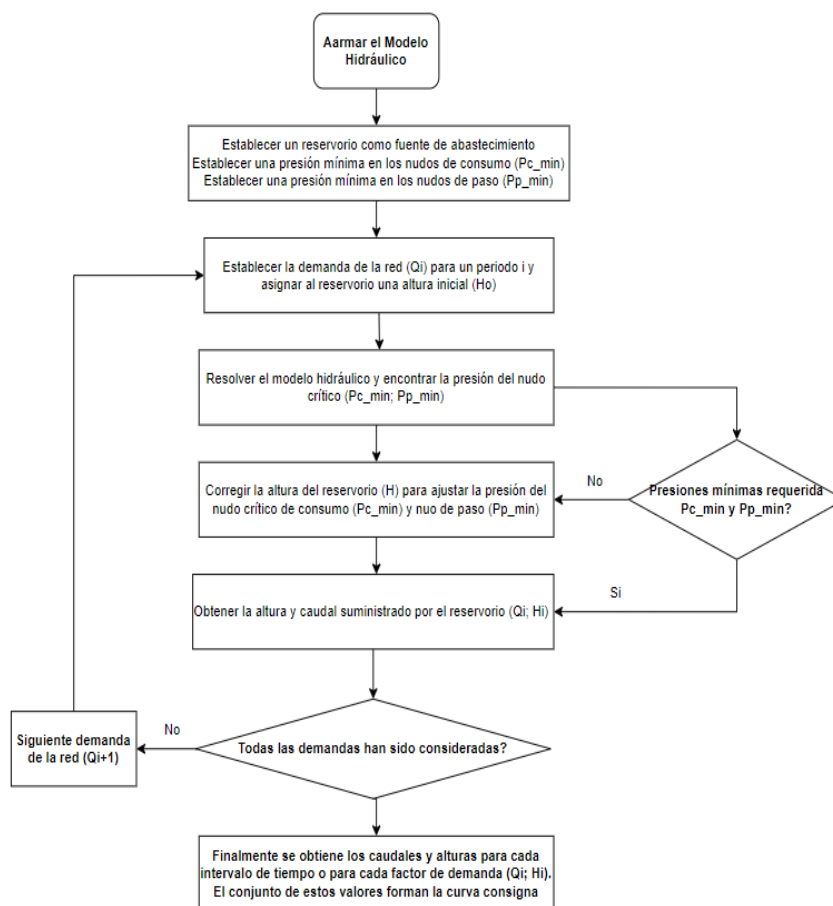 Aarmar el Modelo
Hidráulico
Establecer un reservorio como fuente de abastecimiento
Establecer una presión mínima en los nudos de consumo (Pc_min)
Establecer una presión mínima en los nudos de paso (Pp_min)
Establecer la demanda de la red (Qi) para un periodo i y
asignar al reservorio una altura inicial (Ho)
Resolver el modelo hidráulico y encontrar la presión del nudo
crítico (Pc_min; Pp_min)
Presiones mínimas requerida
Pc_min y Pp_min?
No
Corregir la altura del reservorio (H) para ajustar la presión del
nudo crítico de consumo (Pc_min) y nuo de paso (Pp_min)
Si
Obtener la altura y caudal suministrado por el reservorio (Qi; Hi)
Todas las demandas han sido consideradas?
No
Siguiente demanda
de la red (Qi+1)
Finalmente se obtiene los caudales y alturas para cada
intervalo de tiempo o para cada factor de demanda (Qi; Hi).
El conjunto de estos valores forman la curva consigna